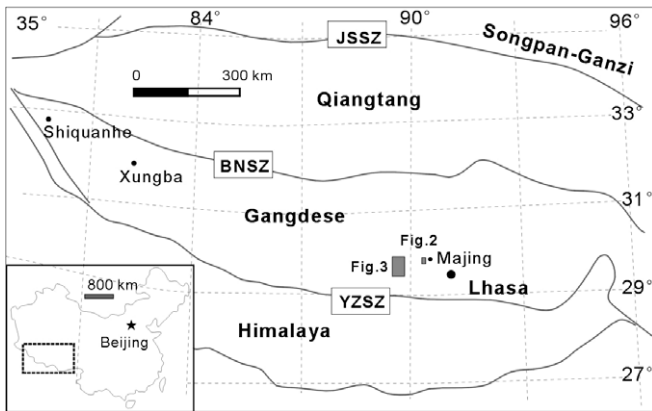 35°
84°
90°
96°
JSSZ
Songpan-Ganzi
0
300 km
Qiangtang
33°
Shiquanhe
Xungba
BNSZ
31°
Gangdese
Fig.2
Majing
Fig.3
Lhasa
29°
YZSZ
800 km
Himalaya
Beijing
27°